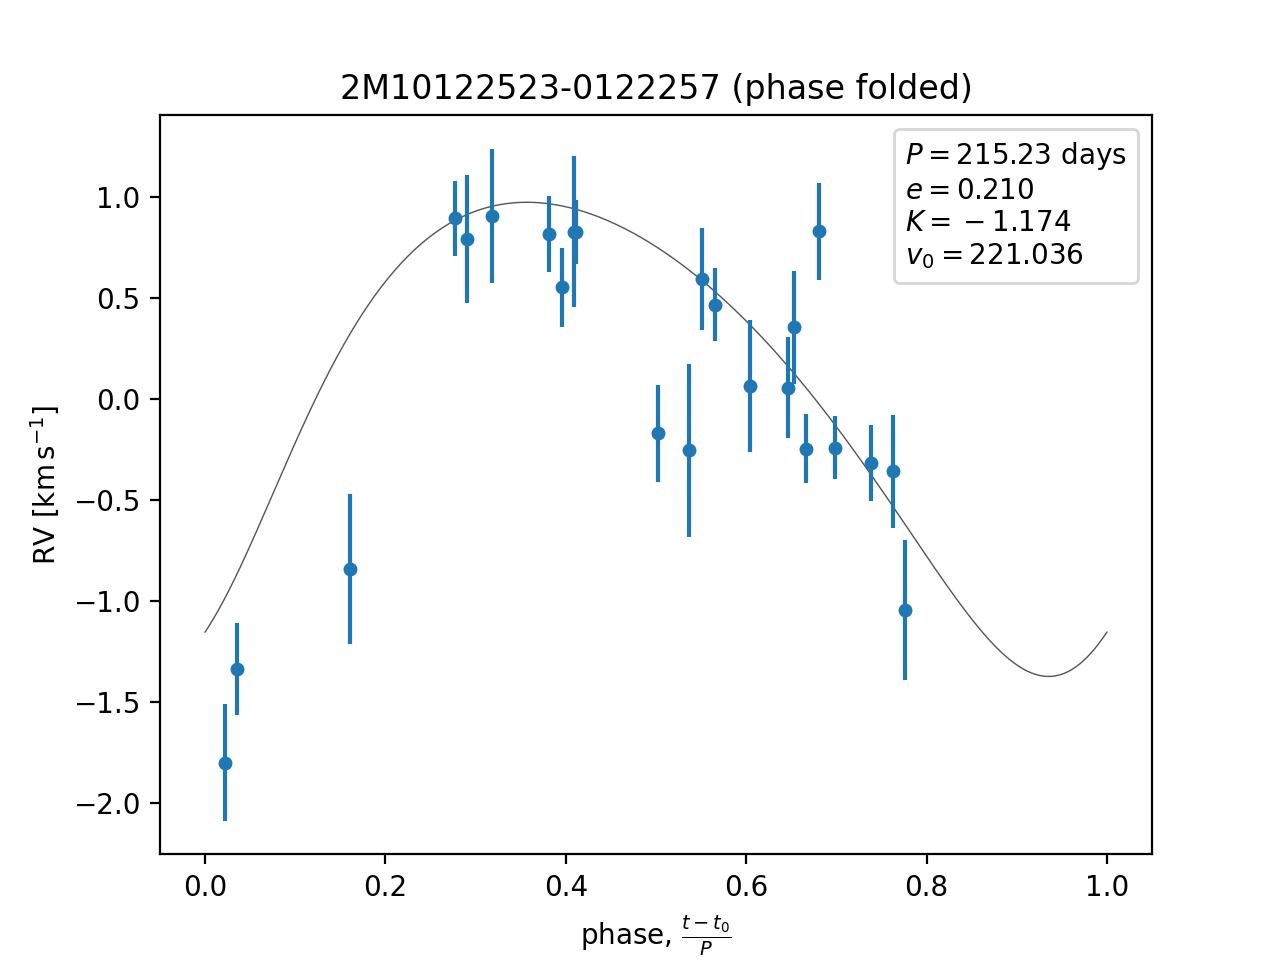 2M10122523-0122257 (phase folded)
P = 215.23 days
e = 0.210
K = −1.174
v₀ = 221.036
RV [km s⁻¹]
1.0
0.5
0.0
−0.5
−1.0
−1.5
−2.0
0.0 0.2 0.4 0.6 0.8 1.0
phase, (t − t₀)/P